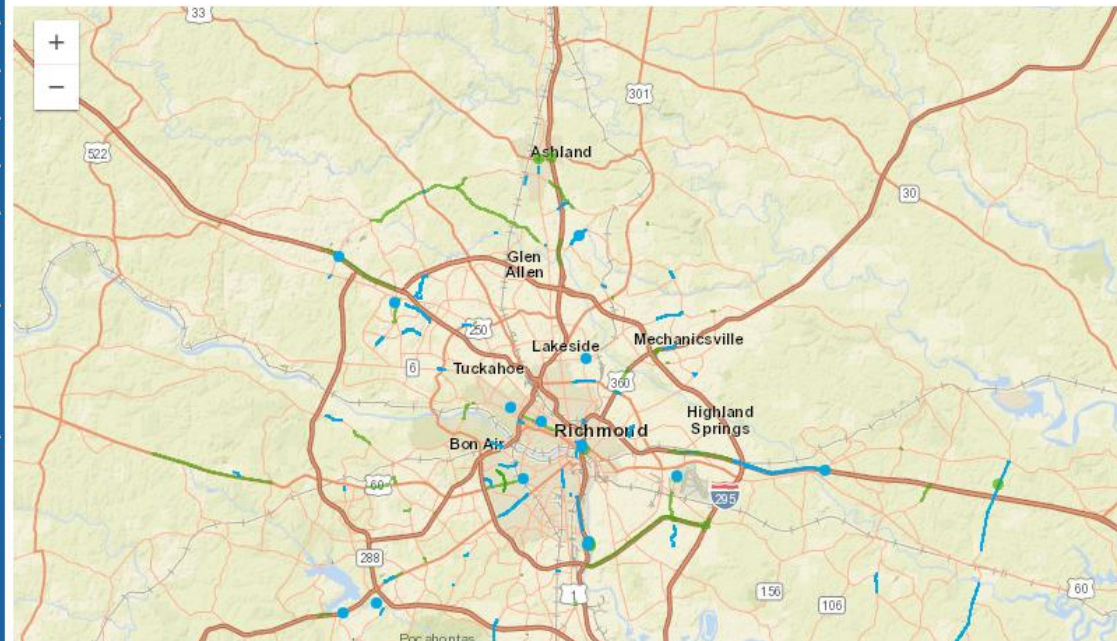 33
+
−
301
522
Ashland
30
Glen
Allen
250
Lakeside
Mechanicsville
6
Tuckahoe
360
Highland
Springs
Richmond
Bon Air
60
295
288
1
156
106
60
Pocahontas